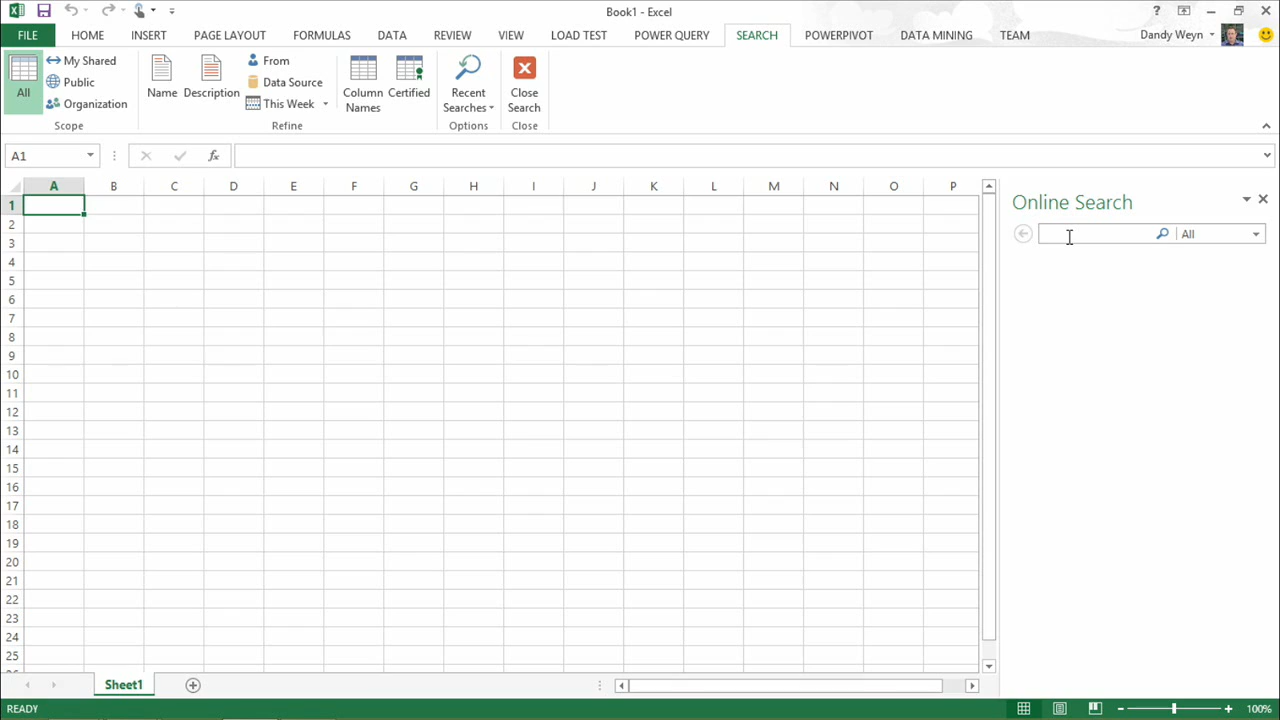 Book1 - Excel
FILE HOME INSERT PAGE LAYOUT FORMULAS DATA REVIEW VIEW LOAD TEST POWER QUERY SEARCH POWERPIVOT DATA MINING TEAM Dandy Weyn
All
My Shared
Public
Organization
Scope
Name
Description
From
Data Source
This Week
Refine
Column
Names
Certified
Recent
Searches
Options
Close
Search
Close
A1
fx
A B C D E F G H I J K L M N O P
1
2
3
4
5
6
7
8
9
10
11
12
13
14
15
16
17
18
19
20
21
22
23
24
25
Online Search
All
Sheet1
READY
100%